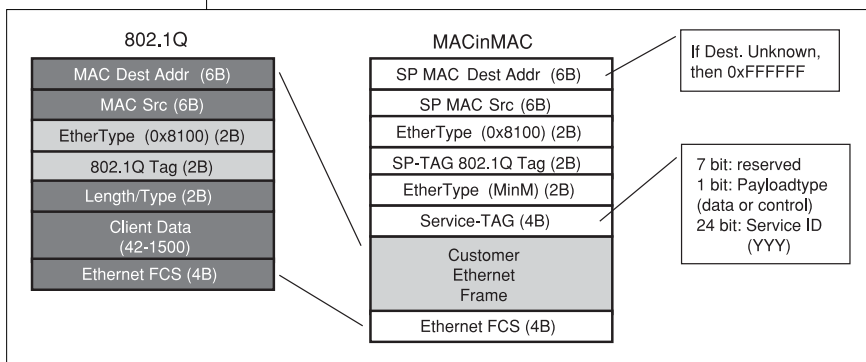 802.1Q
MAC Dest Addr (6B)
MAC Src (6B)
EtherType (0x8100) (2B)
802.1Q Tag (2B)
Length/Type (2B)
Client Data
(42-1500)
Ethernet FCS (4B)
MACinMAC
SP MAC Dest Addr (6B)
SP MAC Src (6B)
EtherType (0x8100) (2B)
SP-TAG 802.1Q Tag (2B)
EtherType (MinM) (2B)
Service-TAG (4B)
Customer
Ethernet
Frame
Ethernet FCS (4B)
If Dest. Unknown,
then 0xFFFFFF
7 bit: reserved
1 bit: Payloadtype
(data or control)
24 bit: Service ID
(YYY)